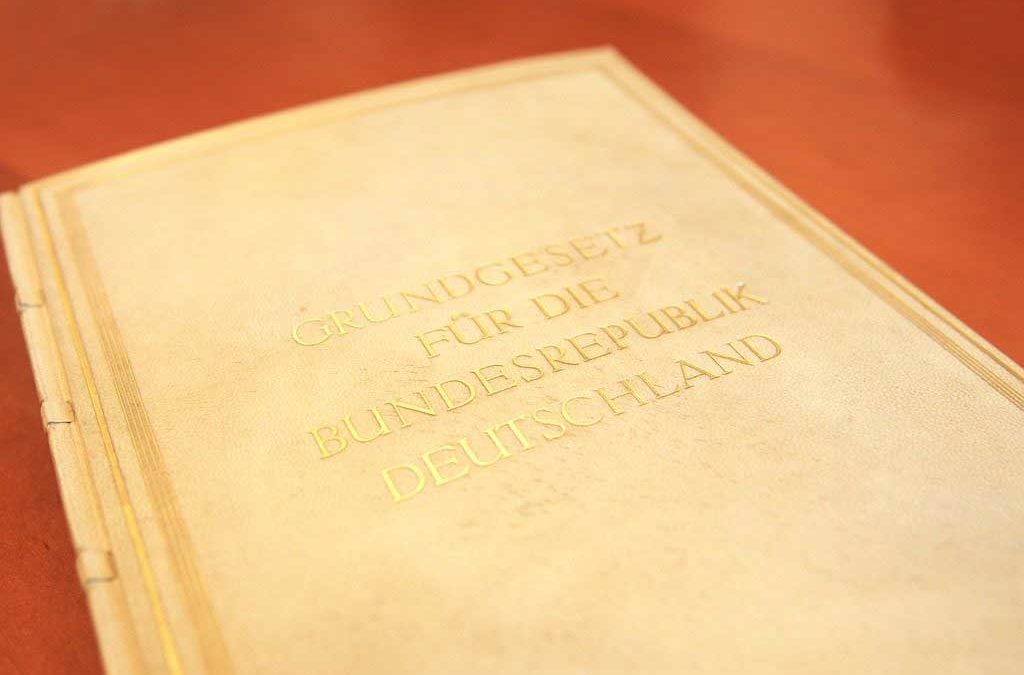 GRUNDGESETZ
FÜR DIE
BUNDESREPUBLIK
DEUTSCHLAND